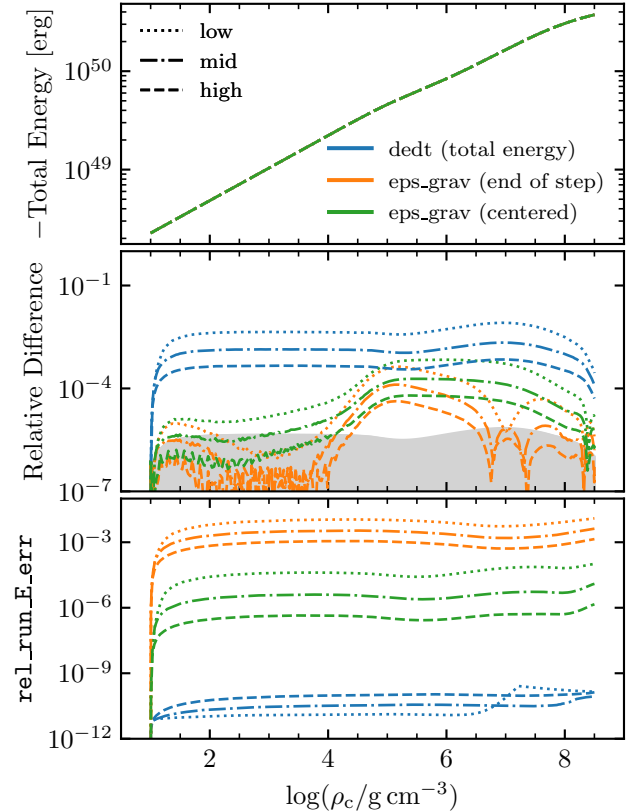 −Total Energy [erg]
10^50
10^49
low
mid
high
dedt (total energy)
eps_grav (end of step)
eps_grav (centered)
Relative Difference
10^−1
10^−4
10^−7
rel_run_E_err
10^−3
10^−6
10^−9
10^−12
2 4 6 8
log(ρ_c/g cm^−3)